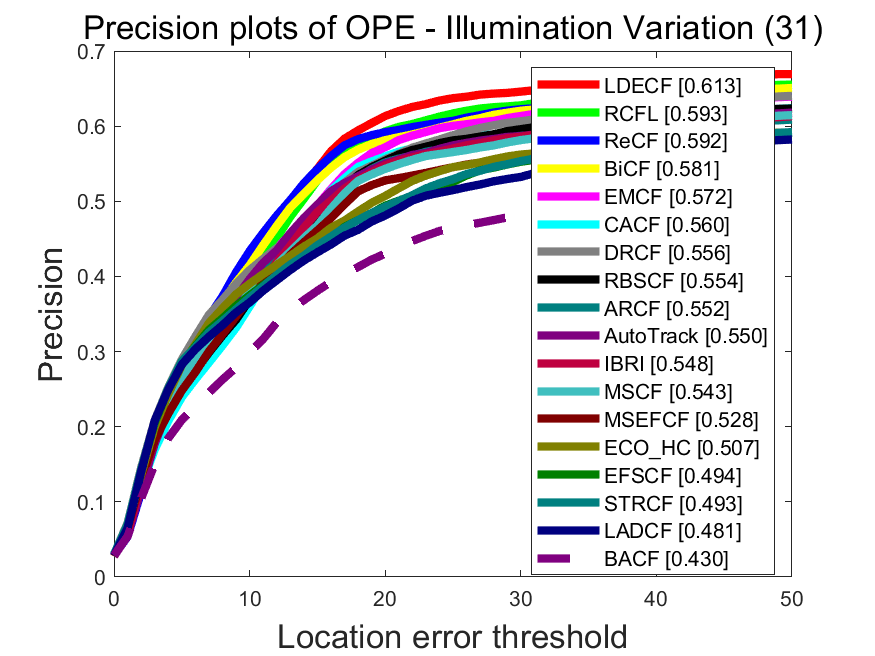 Precision plots of OPE - Illumination Variation (31)
0.7
0.6
0.5
0.4
0.3
0.2
0.1
0
Precision
LDECF [0.613]
RCFL [0.593]
ReCF [0.592]
BiCF [0.581]
EMCF [0.572]
CACF [0.560]
DRCF [0.556]
RBSCF [0.554]
ARCF [0.552]
AutoTrack [0.550]
IBRI [0.548]
MSCF [0.543]
MSEFCF [0.528]
ECO_HC [0.507]
EFSCF [0.494]
STRCF [0.493]
LADCF [0.481]
BACF [0.430]
0 10 20 30 40 50
Location error threshold